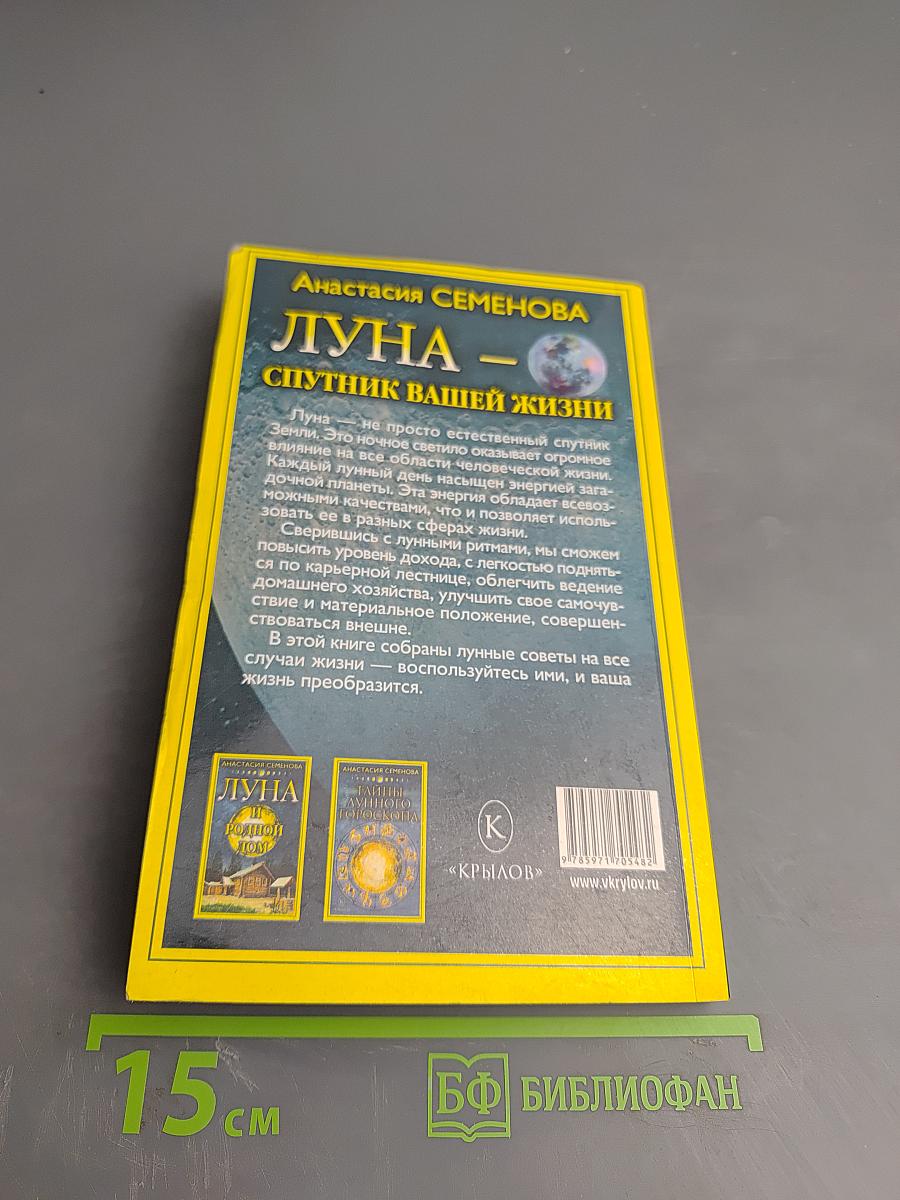 Анастасия СЕМЕНОВА
ЛУНА –
СПУТНИК ВАШЕЙ ЖИЗНИ
Луна — не просто естественный спутник
Земли. Это ночное светило оказывает огромное
влияние на все области человеческой жизни.
Каждый лунный день насыщен энергией зага-
дочной планеты. Эта энергия обладает всевоз-
можными качествами, что и позволяет исполь-
зовать ее в разных сферах жизни.
Сверившись с лунными ритмами, мы сможем
повысить уровень дохода, с легкостью поднять-
ся по карьерной лестнице, облегчить ведение
домашнего хозяйства, улучшить свое самочув-
ствие и материальное положение, совершен-
ствоваться внешне.
В этой книге собраны лунные советы на все
случаи жизни — воспользуйтесь ими, и ваша
жизнь преобразится.
АНАСТАСИЯ СЕМЕНОВА
ЛУНА
И
РОДНОЙ
ДОМ
АНАСТАСИЯ СЕМЕНОВА
ТАЙНЫ
ЛУННОГО
ГОРОСКОПА
К
«КРЫЛОВ»
9 785971 705482
www.vkrylov.ru
15 см
БФ БИБЛИОФАН